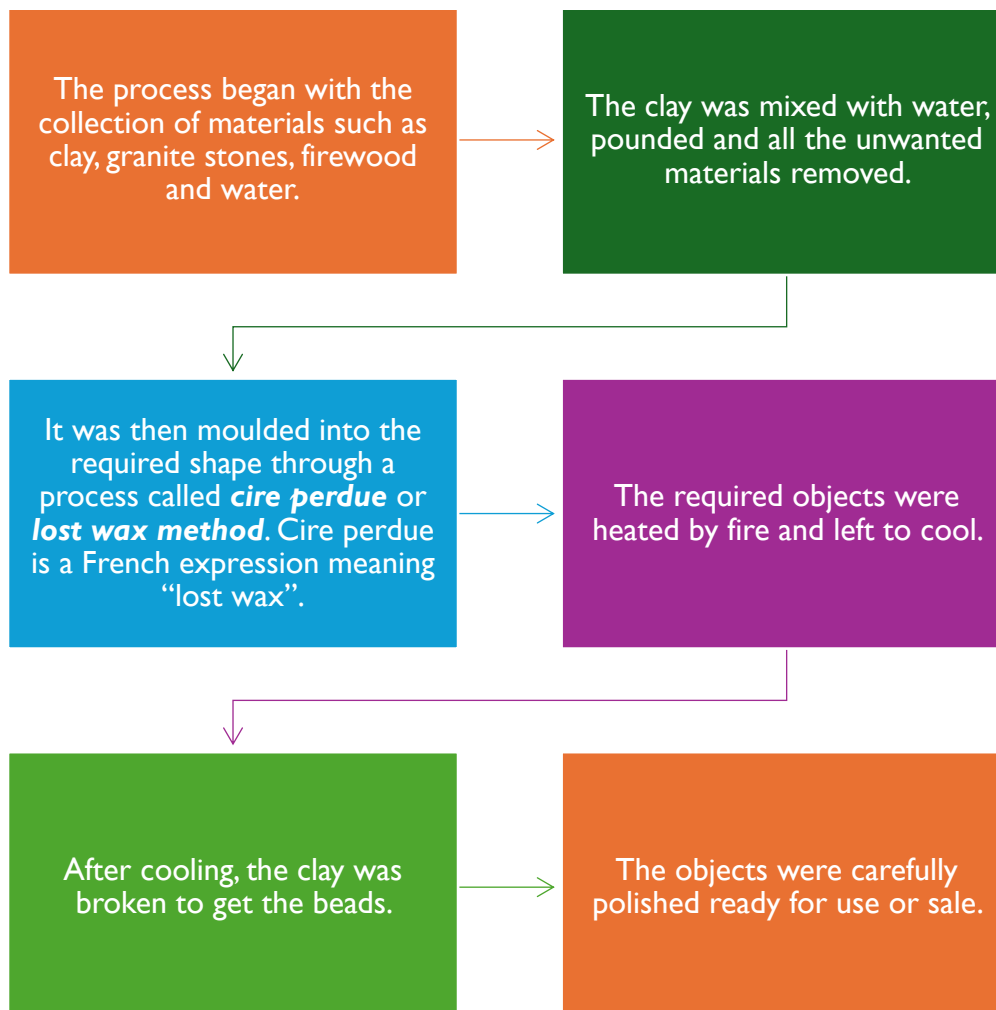 The process began with the
collection of materials such as
clay, granite stones, firewood
and water.
The clay was mixed with water,
pounded and all the unwanted
materials removed.
It was then moulded into the
required shape through a
process called cire perdue or
lost wax method. Cire perdue
is a French expression meaning
“lost wax”.
The required objects were
heated by fire and left to cool.
After cooling, the clay was
broken to get the beads.
The objects were carefully
polished ready for use or sale.